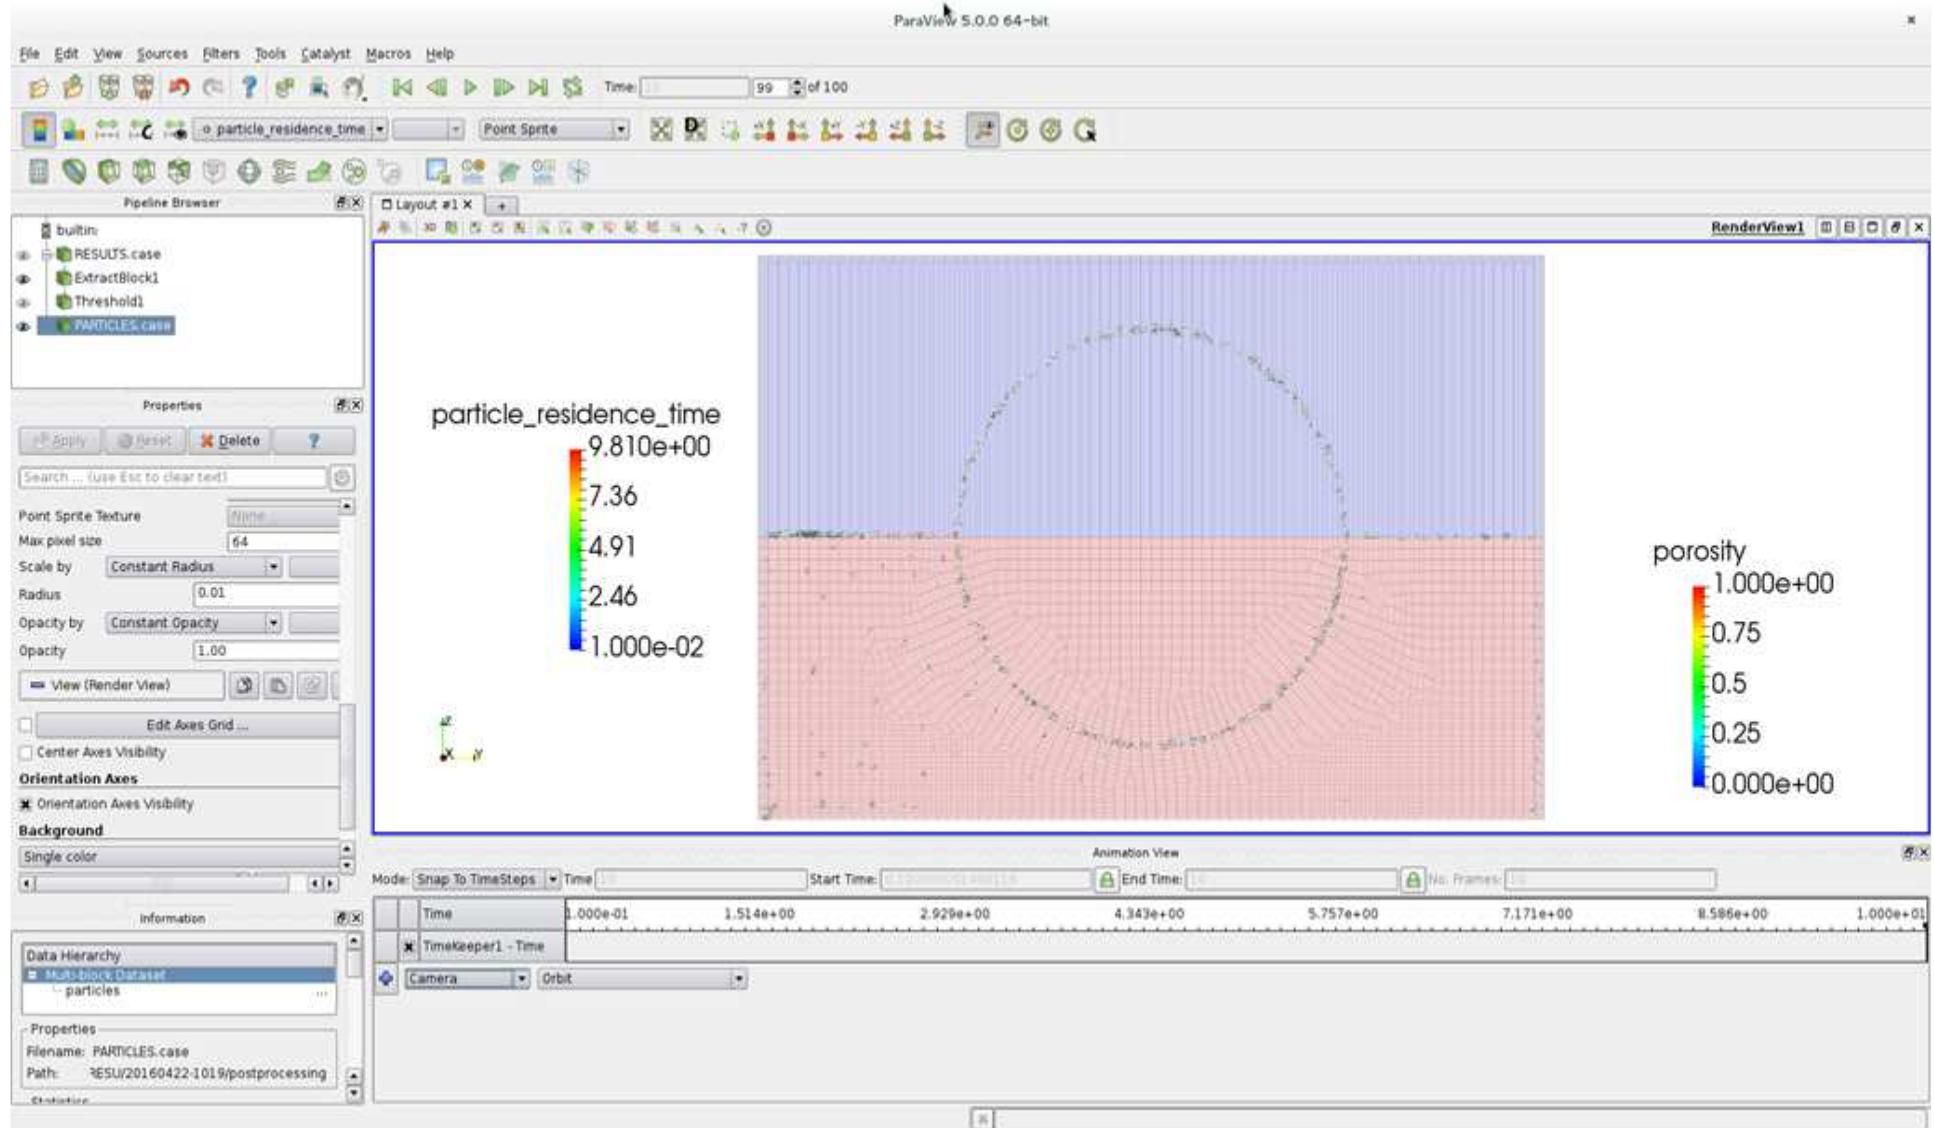 ParaView 5.0.0 64-bit
File Edit View Sources Filters Tools Catalyst Macros Help
Time: 99 of 100
particle_residence_time Point Sprite
Pipeline Browser
Layout #1
builtin:
RESULTS.case
ExtractBlock1
Threshold1
PARTICLES.case
3D
RenderView1
Properties
Apply Reset Delete ?
Search ... (use Esc to clear text)
Point Sprite Texture None
Max pixel size 64
Scale by Constant Radius
Radius 0.01
Opacity by Constant Opacity
Opacity 1.00
View (Render View)
Edit Axes Grid ...
Center Axes Visibility
Orientation Axes
Orientation Axes Visibility
Background
Single color
particle_residence_time
9.810e+00
7.36
4.91
2.46
1.000e-02
porosity
1.000e+00
0.75
0.5
0.25
0.000e+00
Z
X Y
Animation View
Mode: Snap To TimeSteps Time: Start Time: End Time: No. Frames:
Time 1.000e-01 1.514e+00 2.929e+00 4.343e+00 5.757e+00 7.171e+00 8.586e+00 1.000e+01
TimeKeeper1 - Time
Camera Orbit
Information
Data Hierarchy
Multi-block Dataset
particles ...
Properties
Filename: PARTICLES.case
Path: RESU/20160422-1019/postprocessing
Statistics